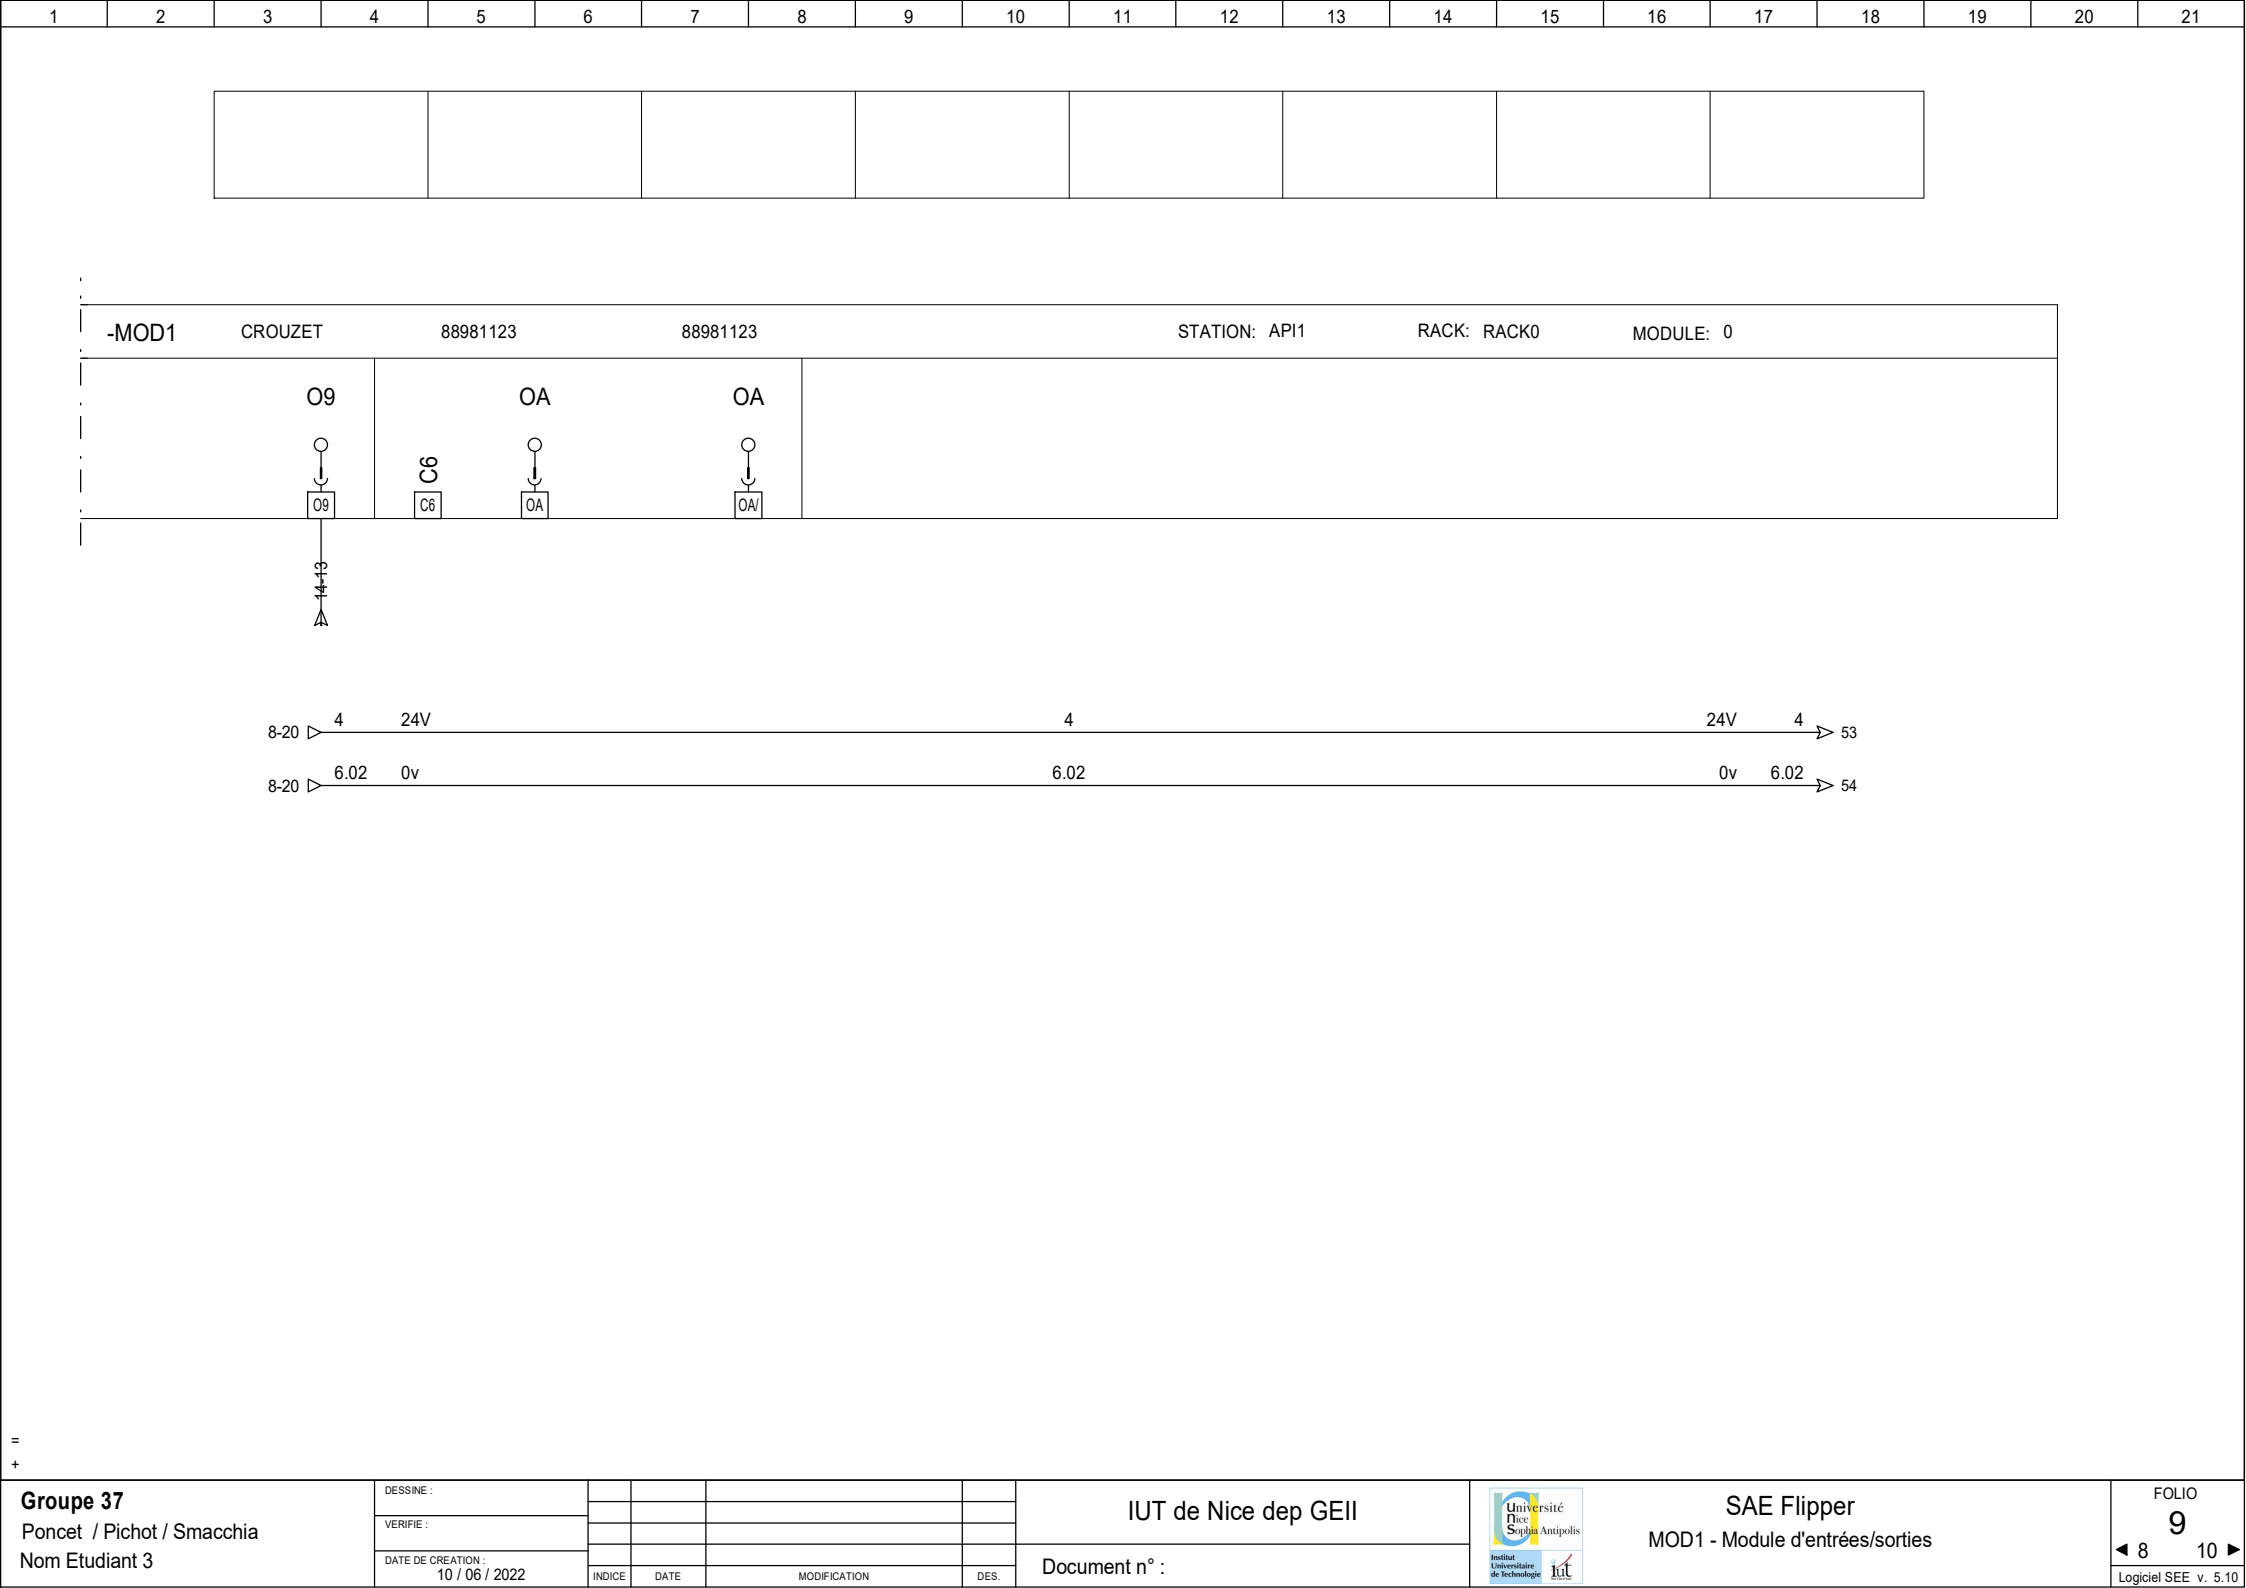 1 2 3 4 5 6 7 8 9 10 11 12 13 14 15 16 17 18 19 20 21
-MOD1 CROUZET 88981123 88981123 STATION: API1 RACK: RACK0 MODULE: 0
O9 OA OA
C6
O9 C6 OA OA/
14-13
4 24V 4 24V 4
8-20 53
6.02 0v 6.02 0v 6.02
8-20 54
=
+
Groupe 37
Poncet / Pichot / Smacchia
Nom Etudiant 3
DESSINE :
VERIFIE :
DATE DE CREATION :
10 / 06 / 2022
INDICE DATE MODIFICATION DES.
IUT de Nice dep GEII
Document n° :
Université
Nice
Sophia Antipolis
Institut
Universitaire
de Technologie
iut
SAE Flipper
MOD1 - Module d'entrées/sorties
FOLIO
9
8 10
Logiciel SEE v. 5.10